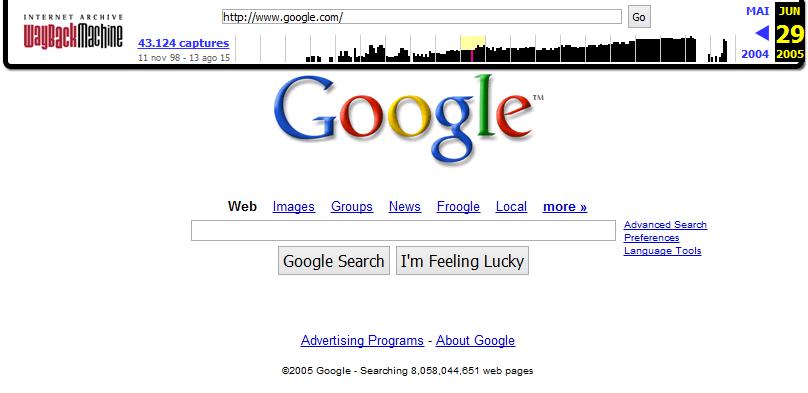 INTERNET ARCHIVE
WayBackMachine
http://www.google.com/
Go
43.124 captures
11 nov 98 - 13 ago 15
MAI
JUN
29
2004
2005
Google™
Web Images Groups News Froogle Local more »
Advanced Search
Preferences
Language Tools
Google Search I'm Feeling Lucky
Advertising Programs - About Google
©2005 Google - Searching 8,058,044,651 web pages